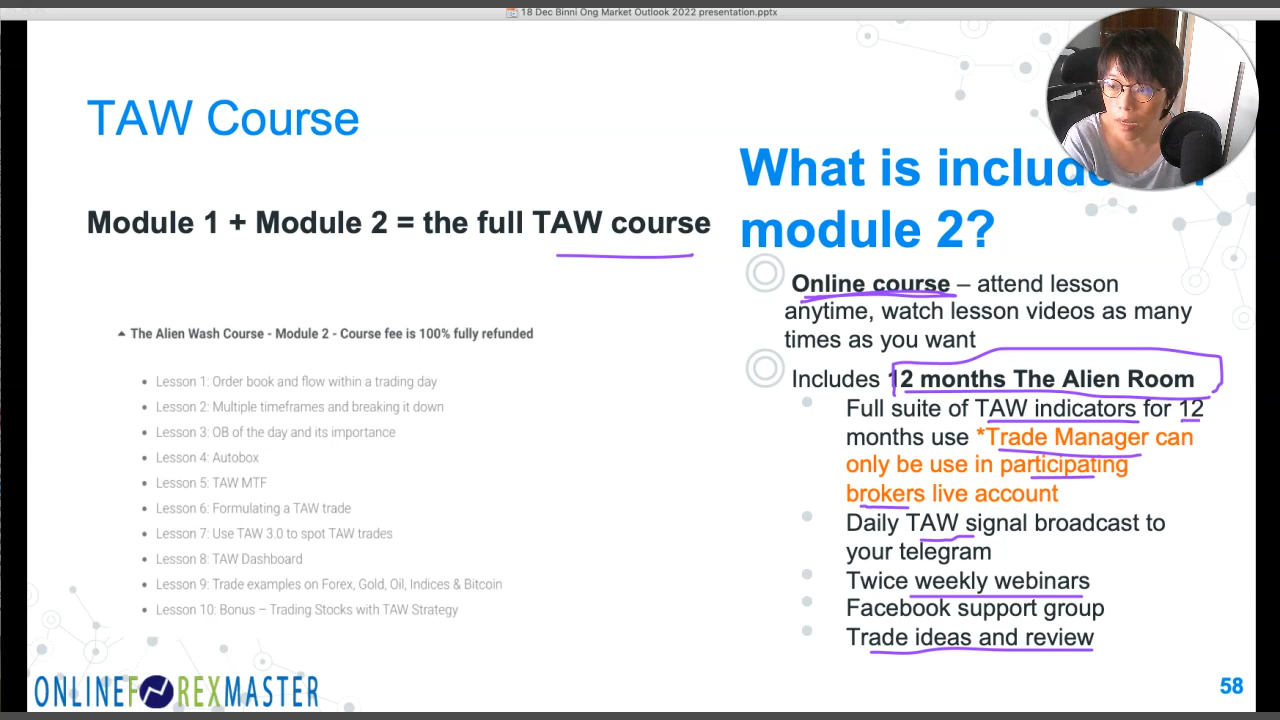 18 Dec Binni Ong Market Outlook 2022 presentation.pptx
TAW Course
Module 1 + Module 2 = the full TAW course
The Alien Wash Course - Module 2 - Course fee is 100% fully refunded
Lesson 1: Order book and flow within a trading day
Lesson 2: Multiple timeframes and breaking it down
Lesson 3: OB of the day and its importance
Lesson 4: Autobox
Lesson 5: TAW MTF
Lesson 6: Formulating a TAW trade
Lesson 7: Use TAW 3.0 to spot TAW trades
Lesson 8: TAW Dashboard
Lesson 9: Trade examples on Forex, Gold, Oil, Indices & Bitcoin
Lesson 10: Bonus – Trading Stocks with TAW Strategy
What is
module 2?
Online course – attend lesson
anytime, watch lesson videos as many
times as you want
Includes 12 months The Alien Room
Full suite of TAW indicators for 12
months use *Trade Manager can
only be use in participating
brokers live account
Daily TAW signal broadcast to
your telegram
Twice weekly webinars
Facebook support group
Trade ideas and review
ONLINEFOREXMASTER
58